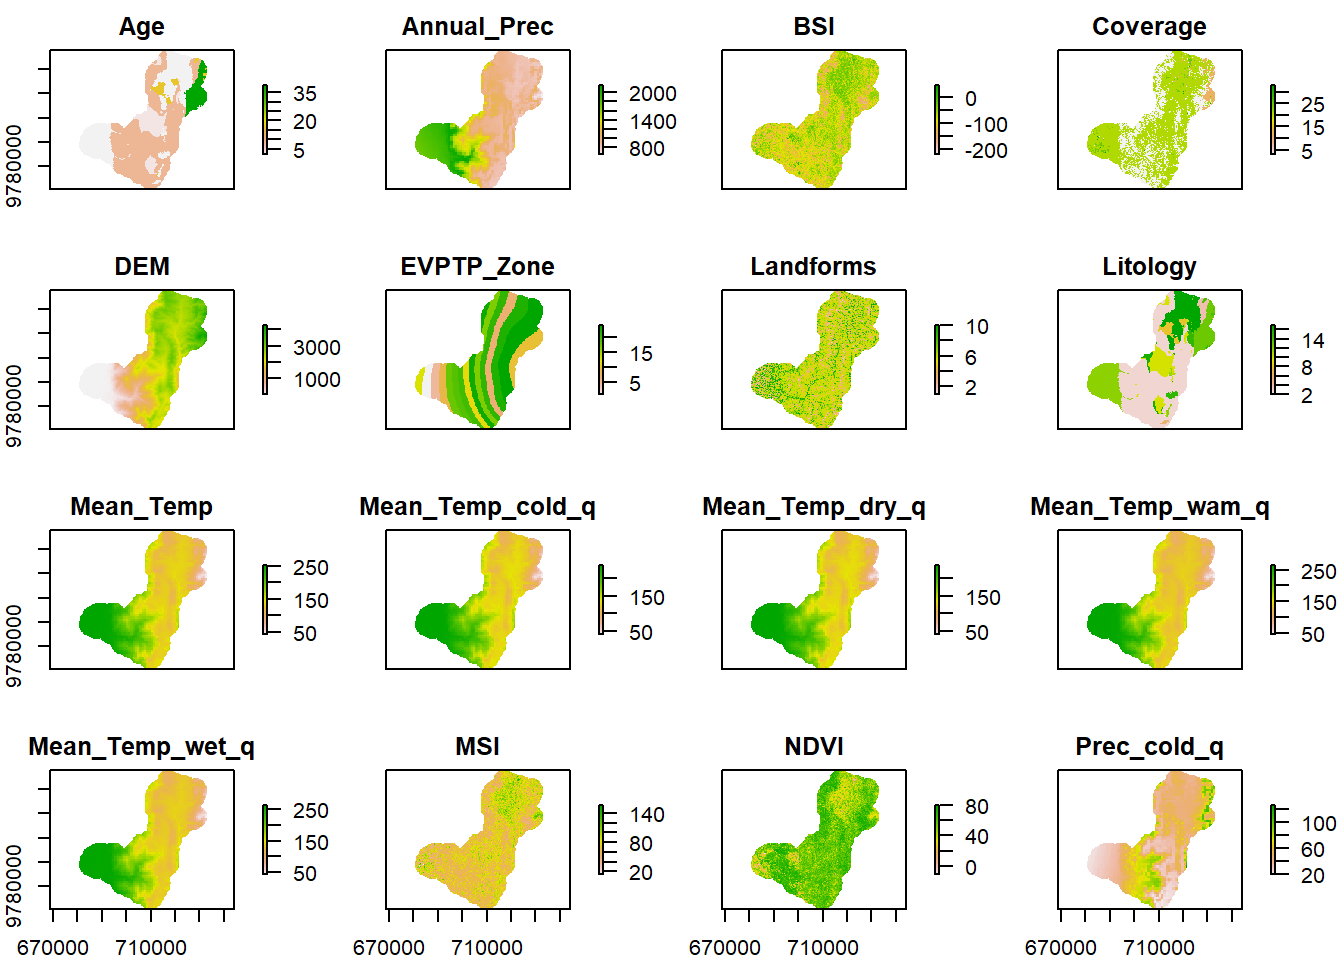 Age Annual_Prec BSI Coverage
35 20 5 2000 1400 800 0 -100 -200 25 15 5
9780000
DEM EVPTP_Zone Landforms Litology
3000 1000 15 5 10 6 2 14 8 2
9780000
Mean_Temp Mean_Temp_cold_q Mean_Temp_dry_q Mean_Temp_wam_q
250 150 50 150 50 150 50 250 150 50
9780000
Mean_Temp_wet_q MSI NDVI Prec_cold_q
250 150 50 140 80 20 80 40 0 100 60 20
9780000
670000 710000 670000 710000 670000 710000 670000 710000